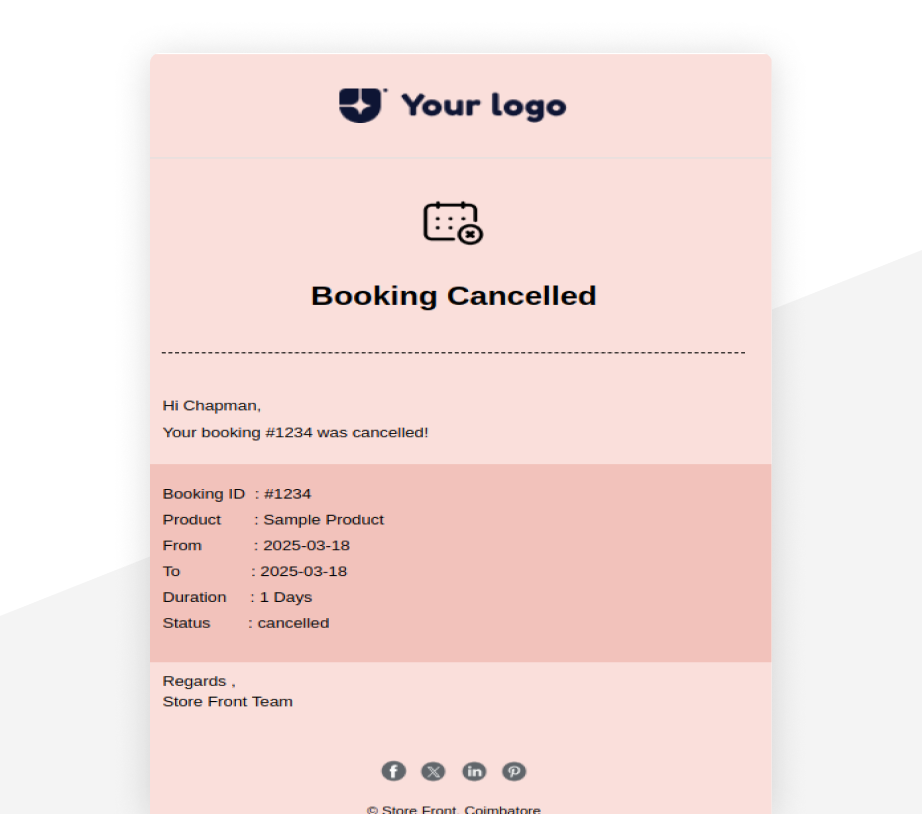 Your logo
Booking Cancelled
Hi Chapman,
Your booking #1234 was cancelled!
Booking ID : #1234
Product : Sample Product
From : 2025-03-18
To : 2025-03-18
Duration : 1 Days
Status : cancelled
Regards ,
Store Front Team
© Store Front, Coimbatore